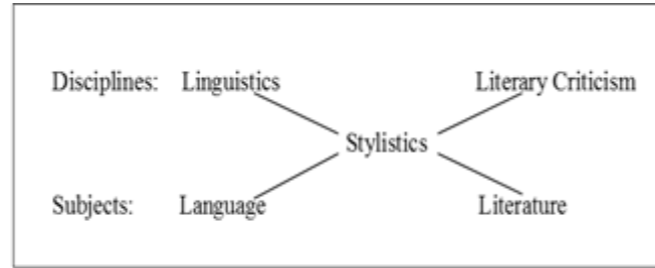 Disciplines: Linguistics Literary Criticism
Stylistics
Subjects: Language Literature